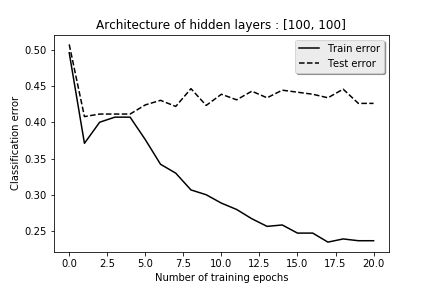 Architecture of hidden layers : [100, 100]
Train error
Test error
Classification error
0.50
0.45
0.40
0.35
0.30
0.25
0.0 2.5 5.0 7.5 10.0 12.5 15.0 17.5 20.0
Number of training epochs